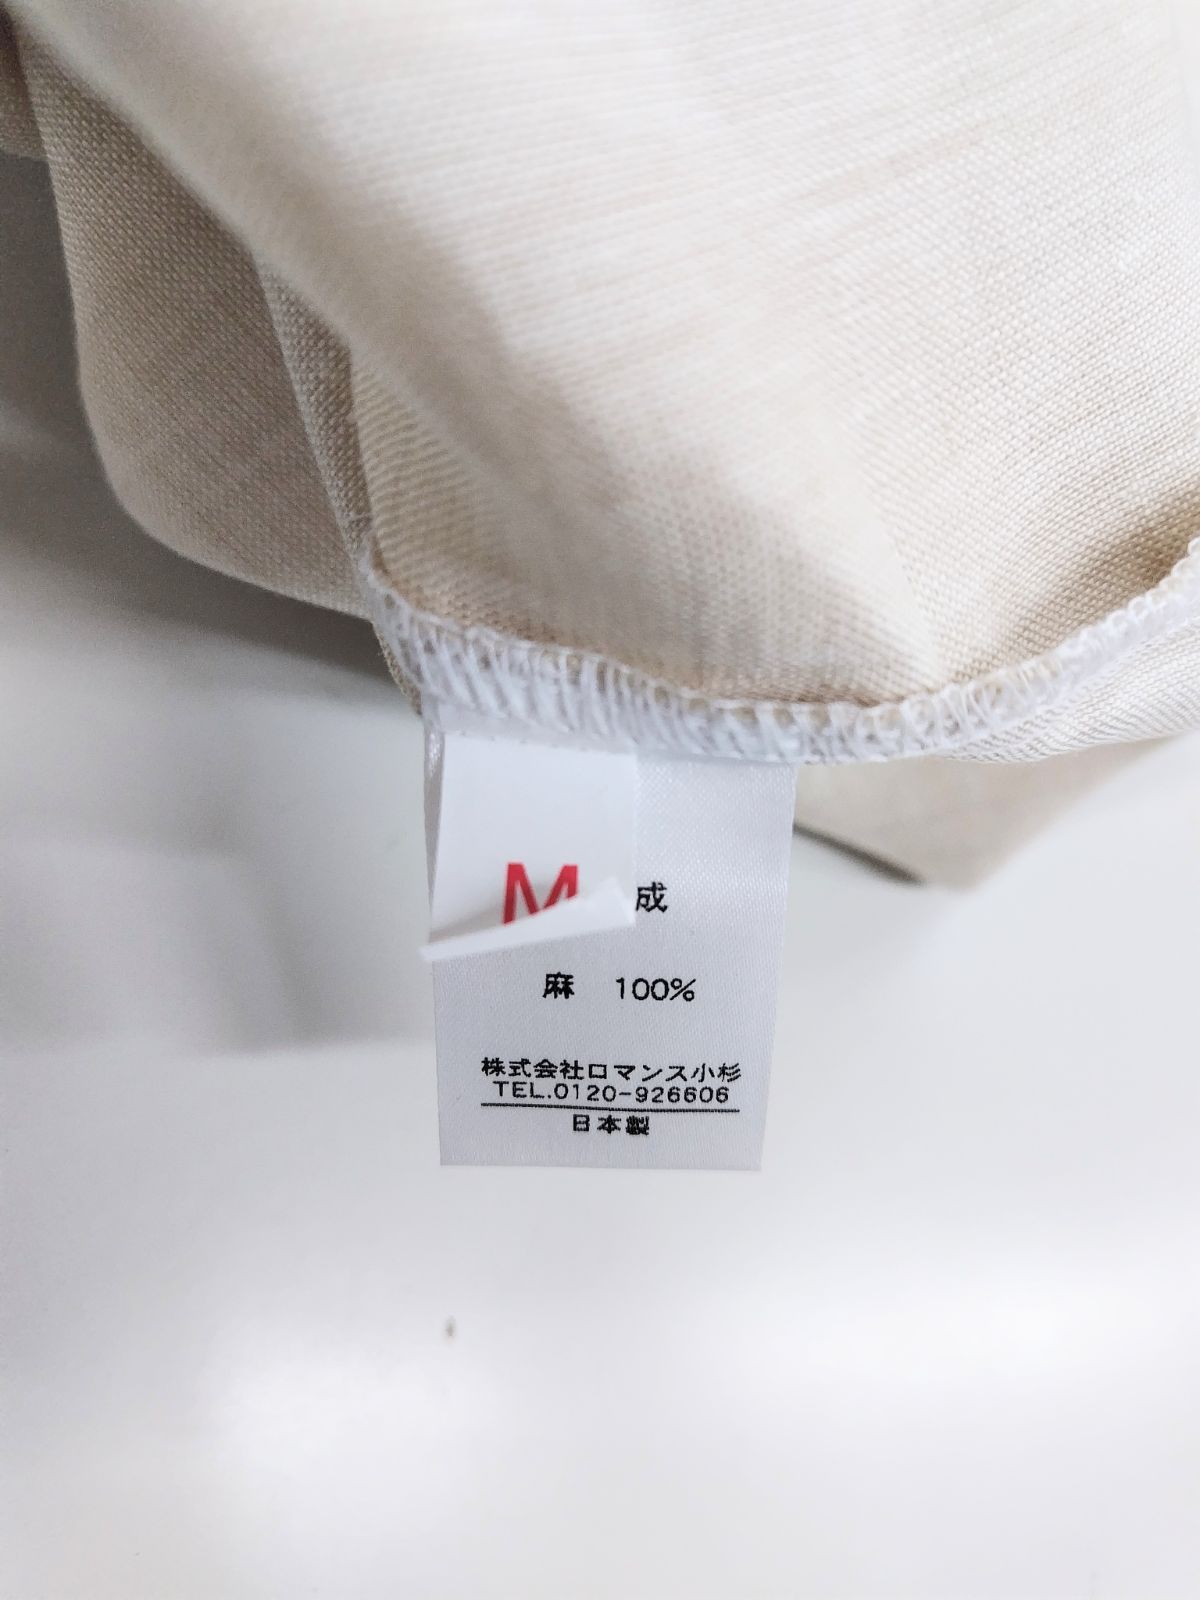 M
成
麻 100%
株式会社ロマンス小杉
TEL.0120-926606
日本製